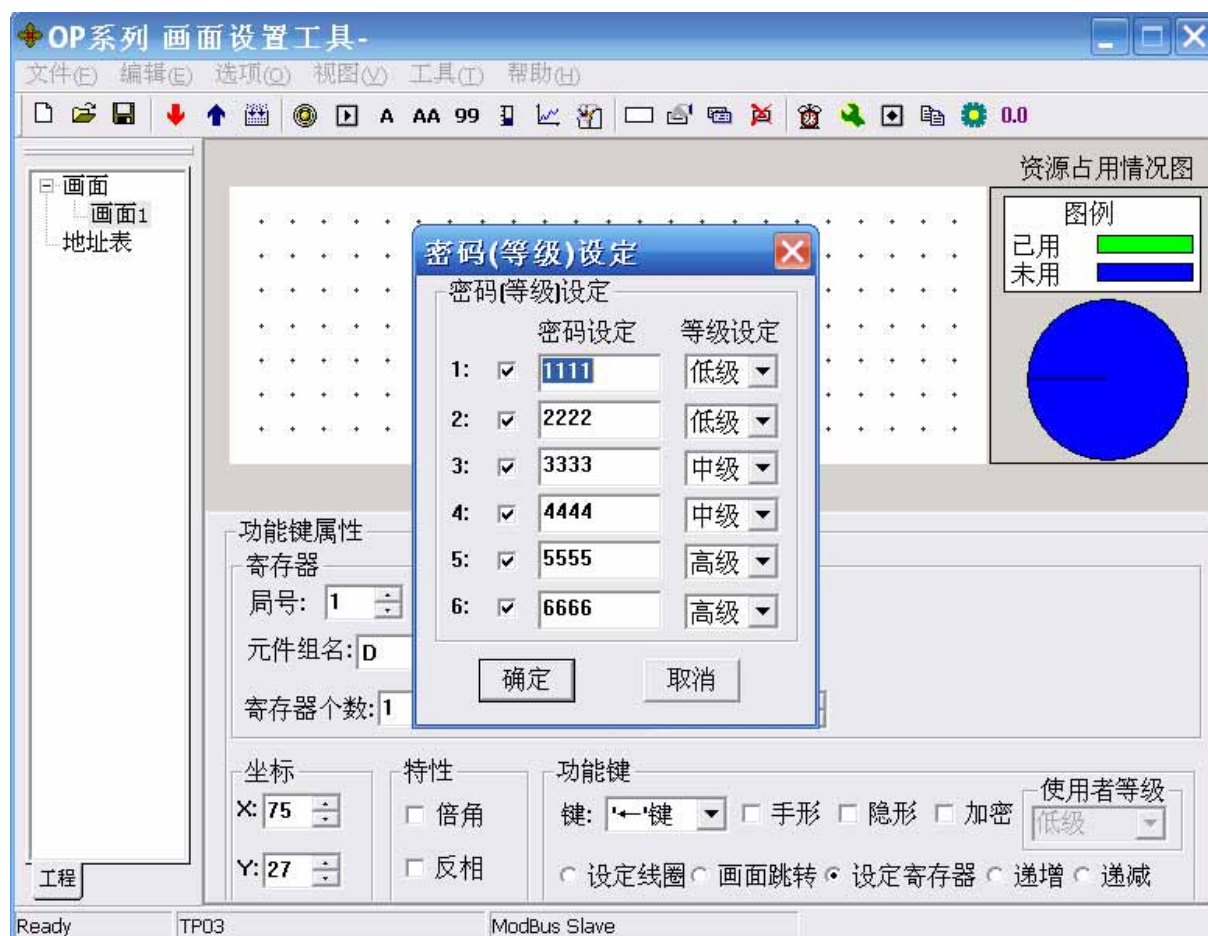 OP系列 画面设置工具-
文件(F) 编辑(E) 选项(O) 视图(V) 工具(T) 帮助(H)
A AA 99 0.0
画面
画面1
地址表
工程
资源占用情况图
图例
已用
未用
密码(等级)设定
密码(等级)设定
密码设定 等级设定
1: 1111 低级
2: 2222 低级
3: 3333 中级
4: 4444 中级
5: 5555 高级
6: 6666 高级
确定 取消
功能键属性
寄存器
局号: 1
元件组名: D
寄存器个数: 1
坐标
X: 75
Y: 27
特性
倍角
反相
功能键
键: '←'键 手形 隐形 加密
使用者等级
低级
设定线圈 画面跳转 设定寄存器 递增 递减
Ready TP03 ModBus Slave